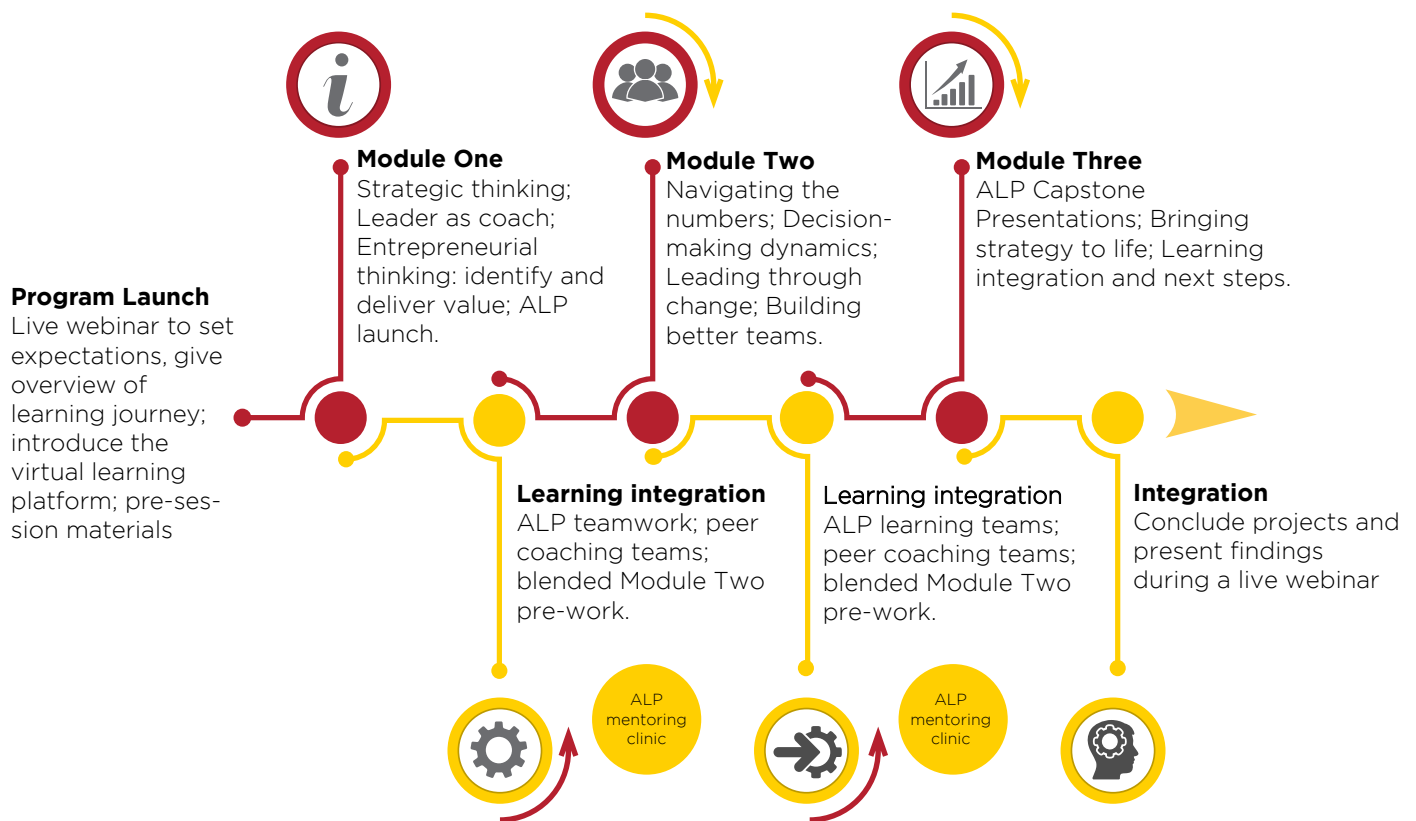 Program Launch
Live webinar to set
expectations, give
overview of
learning journey;
introduce the
virtual learning
platform; pre-ses-
sion materials
i
Module One
Strategic thinking;
Leader as coach;
Entrepreneurial
thinking: identify and
deliver value; ALP
launch.
Learning integration
ALP teamwork; peer
coaching teams;
blended Module Two
pre-work.
ALP
mentoring
clinic
Module Two
Navigating the
numbers; Decision-
making dynamics;
Leading through
change; Building
better teams.
Learning integration
ALP learning teams;
peer coaching teams;
blended Module Two
pre-work.
ALP
mentoring
clinic
Module Three
ALP Capstone
Presentations; Bringing
strategy to life; Learning
integration and next steps.
Integration
Conclude projects and
present findings
during a live webinar